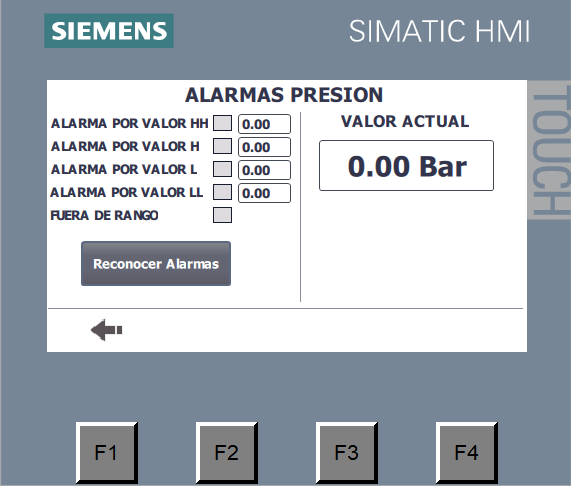 SIEMENS
SIMATIC HMI
TOUCH
ALARMAS PRESION
ALARMA POR VALOR HH 0.00
ALARMA POR VALOR H 0.00
ALARMA POR VALOR L 0.00
ALARMA POR VALOR LL 0.00
FUERA DE RANGO
Reconocer Alarmas
VALOR ACTUAL
0.00 Bar
F1 F2 F3 F4